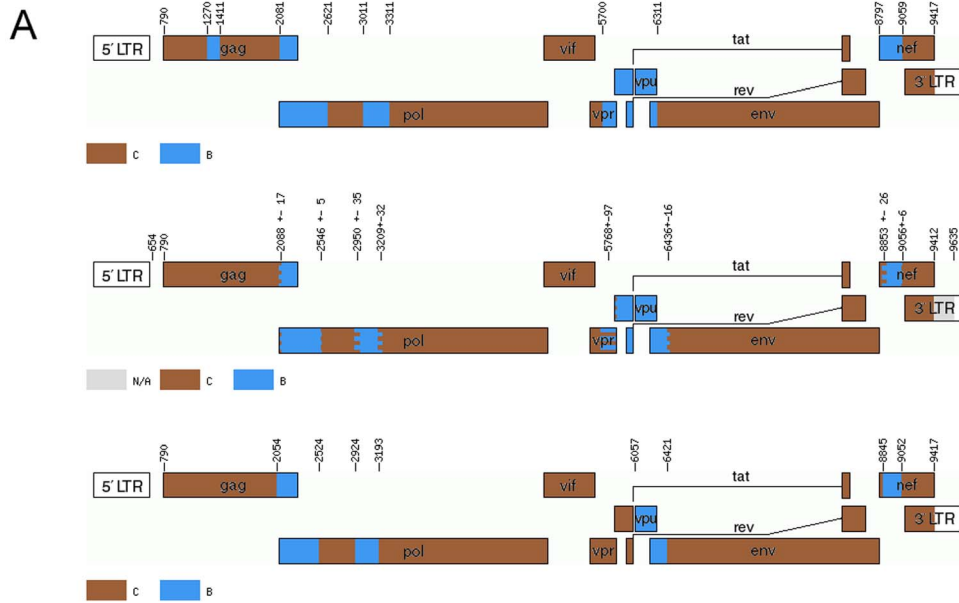 A
790
1270
1411
2081
2621
3011
3311
5700
6311
8797
9059
9417
5' LTR
gag
vif
tat
nef
vpu
rev
3' LTR
pol
vpr
env
C
B
654
790
2088 +- 17
2546 +- 5
2950 +- 35
3209+-32
5768+-97
6436+-16
8853 +- 26
9056+-6
9412
9635
5' LTR
gag
vif
tat
nef
vpu
rev
3' LTR
pol
vpr
env
N/A
C
B
790
2054
2524
2924
3193
6057
6421
8845
9052
9417
5' LTR
gag
vif
tat
nef
vpu
rev
3' LTR
pol
vpr
env
C
B